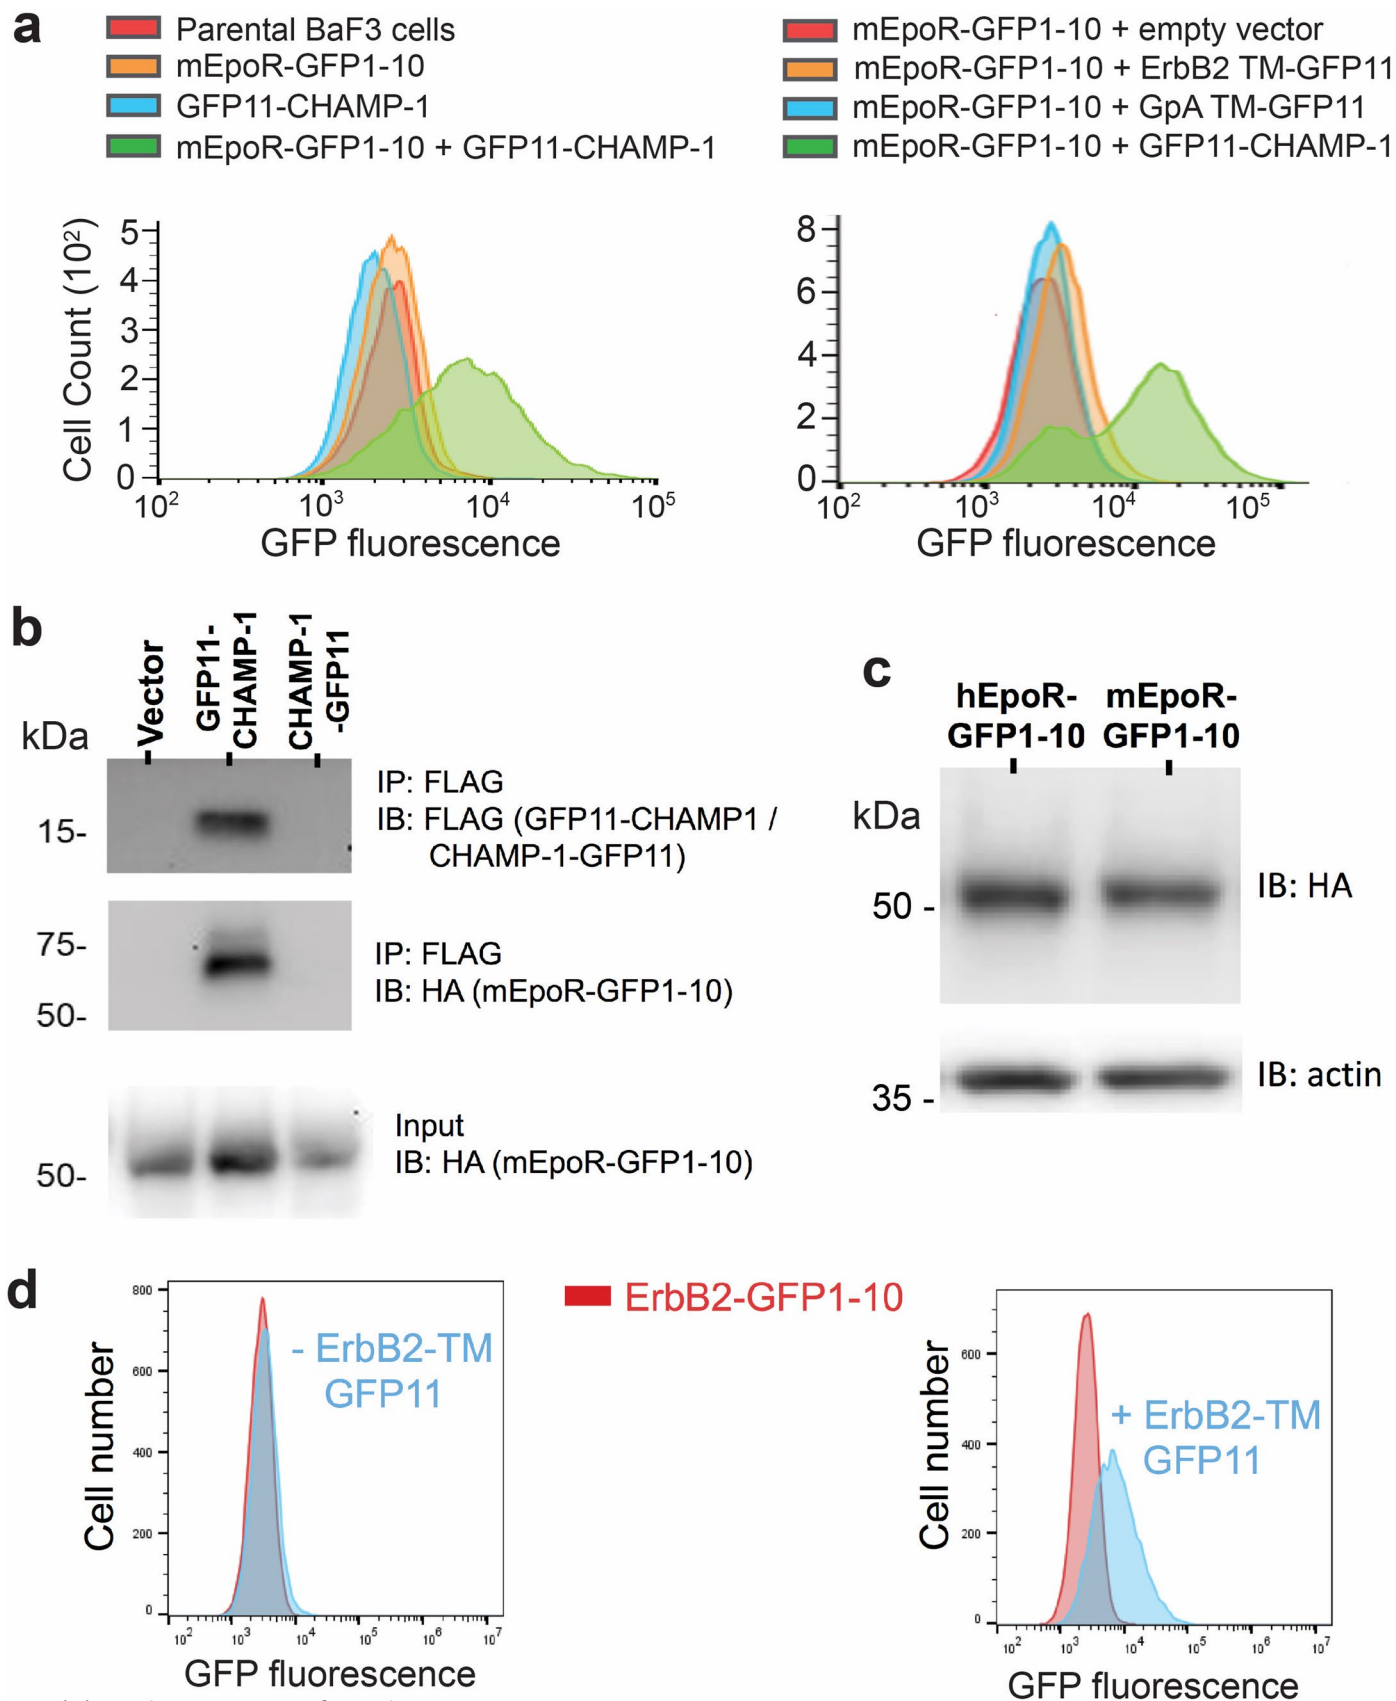 a
Parental BaF3 cells
mEpoR-GFP1-10
GFP11-CHAMP-1
mEpoR-GFP1-10 + GFP11-CHAMP-1
mEpoR-GFP1-10 + empty vector
mEpoR-GFP1-10 + ErbB2 TM-GFP11
mEpoR-GFP1-10 + GpA TM-GFP11
mEpoR-GFP1-10 + GFP11-CHAMP-1
Cell Count (10²)
5
4
3
2
1
0
10² 10³ 10⁴ 10⁵
GFP fluorescence
8
6
4
2
0
10² 10³ 10⁴ 10⁵
GFP fluorescence
b
kDa
Vector
GFP11-
CHAMP-1
CHAMP-1
-GFP11
15-
IP: FLAG
IB: FLAG (GFP11-CHAMP1 /
CHAMP-1-GFP11)
75-
50-
IP: FLAG
IB: HA (mEpoR-GFP1-10)
50-
Input
IB: HA (mEpoR-GFP1-10)
c
hEpoR-
GFP1-10
mEpoR-
GFP1-10
kDa
50 -
IB: HA
35 -
IB: actin
d
Cell number
800
600
400
200
0
- ErbB2-TM
GFP11
10² 10³ 10⁴ 10⁵ 10⁶ 10⁷
GFP fluorescence
ErbB2-GFP1-10
Cell number
600
400
200
0
+ ErbB2-TM
GFP11
10² 10³ 10⁴ 10⁵ 10⁶ 10⁷
GFP fluorescence